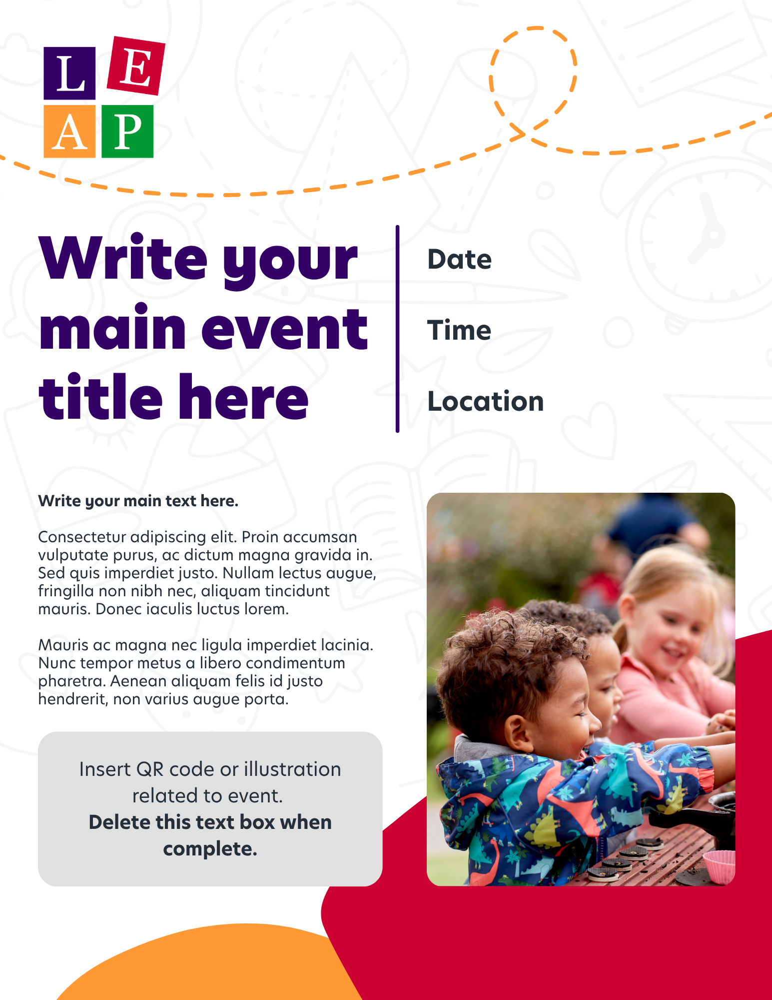 L E
A P
Write your
main event
title here
Date
Time
Location
Write your main text here.
Consectetur adipiscing elit. Proin accumsan
vulputate purus, ac dictum magna gravida in.
Sed quis imperdiet justo. Nullam lectus augue,
fringilla non nibh nec, aliquam tincidunt
mauris. Donec iaculis luctus lorem.
Mauris ac magna nec ligula imperdiet lacinia.
Nunc tempor metus a libero condimentum
pharetra. Aenean aliquam felis id justo
hendrerit, non varius augue porta.
Insert QR code or illustration
related to event.
Delete this text box when
complete.